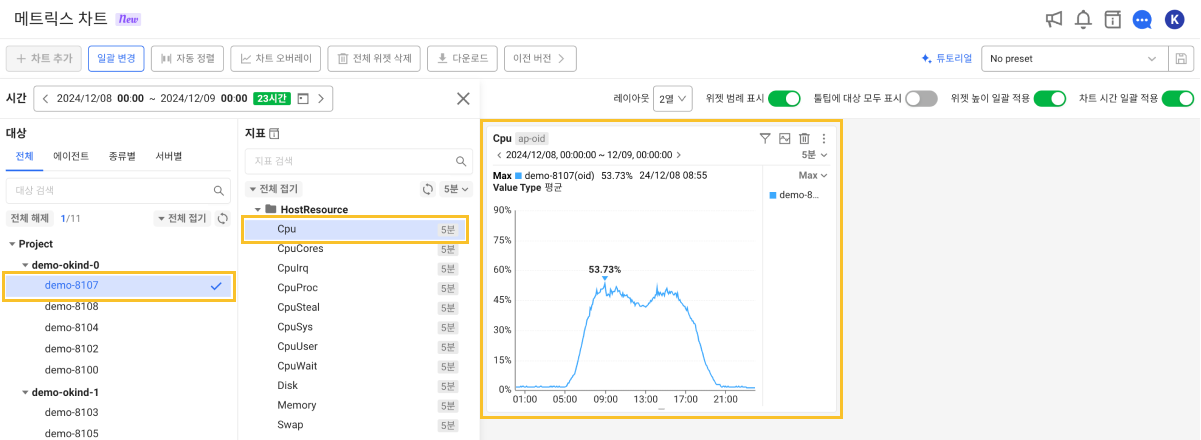 메트릭스 차트 New
K
+ 차트 추가 일괄 변경 자동 정렬 차트 오버레이 전체 위젯 삭제 다운로드 이전 버전 튜토리얼 No preset
시간 2024/12/08 00:00 ~ 2024/12/09 00:00 23시간
레이아웃 2열 위젯 범례 표시 툴팁에 대상 모두 표시 위젯 높이 일괄 적용 차트 시간 일괄 적용
대상
전체 에이전트 종류별 서버별
대상 검색
전체 해제 1/11 전체 접기
Project
demo-okind-0
demo-8107
demo-8108
demo-8104
demo-8102
demo-8100
demo-okind-1
demo-8103
demo-8105
지표
지표 검색
전체 접기 5분
HostResource
Cpu 5분
CpuCores 5분
CpuIrq 5분
CpuProc 5분
CpuSteal 5분
CpuSys 5분
CpuUser 5분
CpuWait 5분
Disk 5분
Memory 5분
Swap 5분
Cpu ap-oid
2024/12/08, 00:00:00 ~ 12/09, 00:00:00 5분
Max demo-8107(oid) 53.73% 24/12/08 08:55
Value Type 평균
Max
demo-8...
90%
75%
60%
53.73%
45%
30%
15%
0%
01:00 05:00 09:00 13:00 17:00 21:00